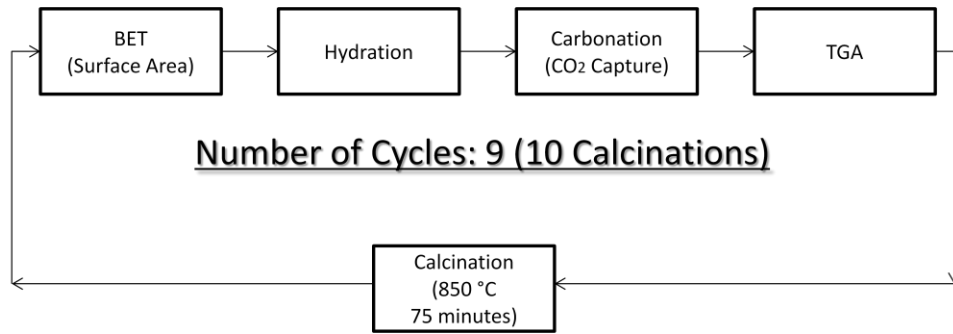 BET
(Surface Area)
Hydration
Carbonation
(CO₂ Capture)
TGA
Number of Cycles: 9 (10 Calcinations)
Calcination
(850 °C
75 minutes)